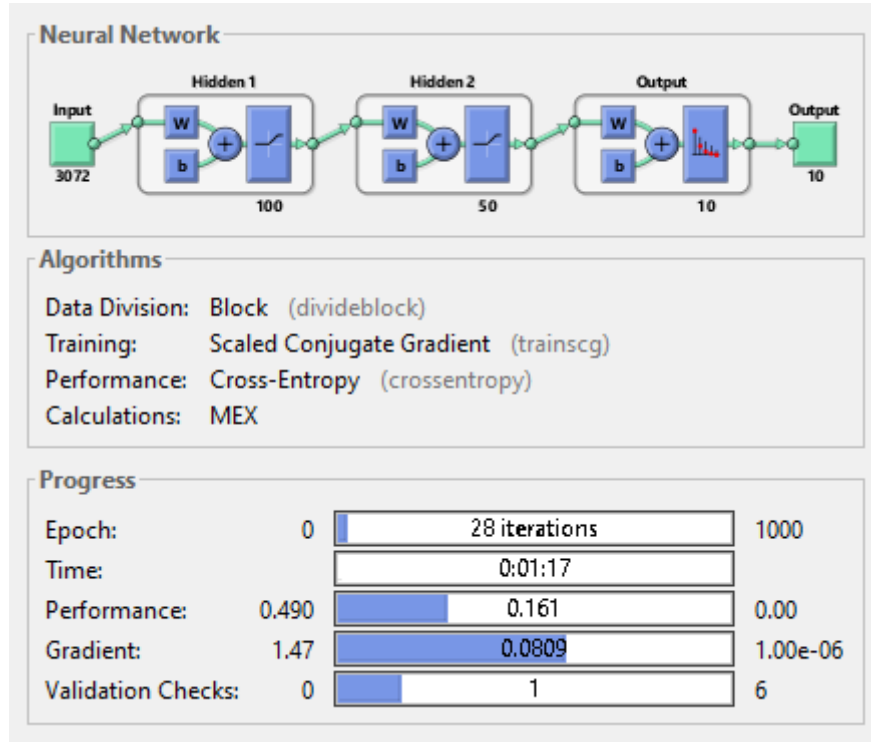 Neural Network
Hidden 1 Hidden 2 Output
Input Output
W W W
+ + +
b b b
3072 10
100 50 10
Algorithms
Data Division: Block (divideblock)
Training: Scaled Conjugate Gradient (trainscg)
Performance: Cross-Entropy (crossentropy)
Calculations: MEX
Progress
Epoch: 0 28 iterations 1000
Time: 0:01:17
Performance: 0.490 0.161 0.00
Gradient: 1.47 0.0809 1.00e-06
Validation Checks: 0 1 6